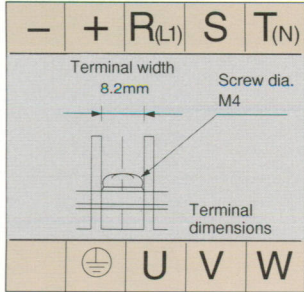 − + R(L1) S T(N)
Terminal width
8.2mm
Screw dia.
M4
Terminal
dimensions
⏚ U V W